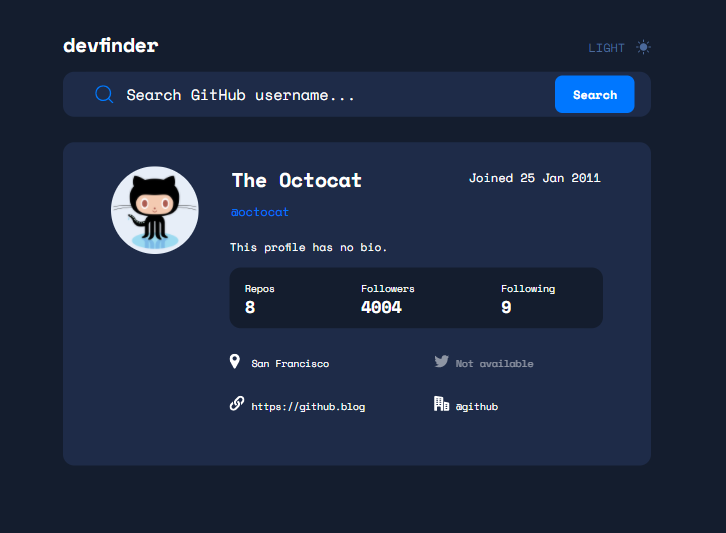 devfinder
LIGHT
Search GitHub username...
Search
The Octocat
Joined 25 Jan 2011
@octocat
This profile has no bio.
Repos
Followers
Following
8
4004
9
San Francisco
Not available
https://github.blog
@github